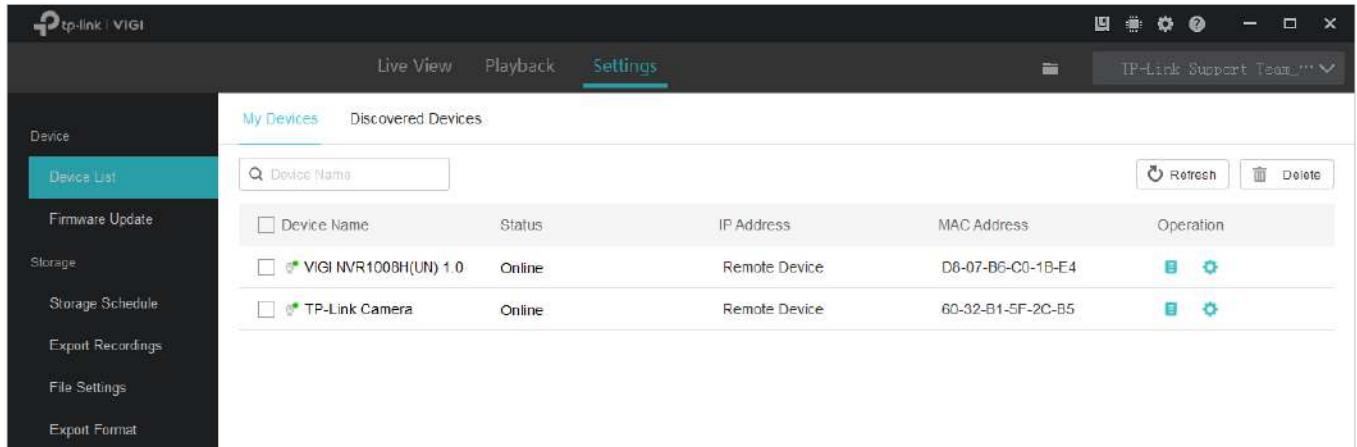 tp-link | VIGI
Live View Playback Settings
TP-Link Support Team_...
My Devices Discovered Devices
Device
Device List
Device Name
Refresh Delete
Firmware Update
Device Name Status IP Address MAC Address Operation
Storage
VIGI NVR1008H(UN) 1.0 Online Remote Device D8-07-B6-C0-1B-E4
Storage Schedule
TP-Link Camera Online Remote Device 60-32-B1-5F-2C-B5
Export Recordings
File Settings
Export Format